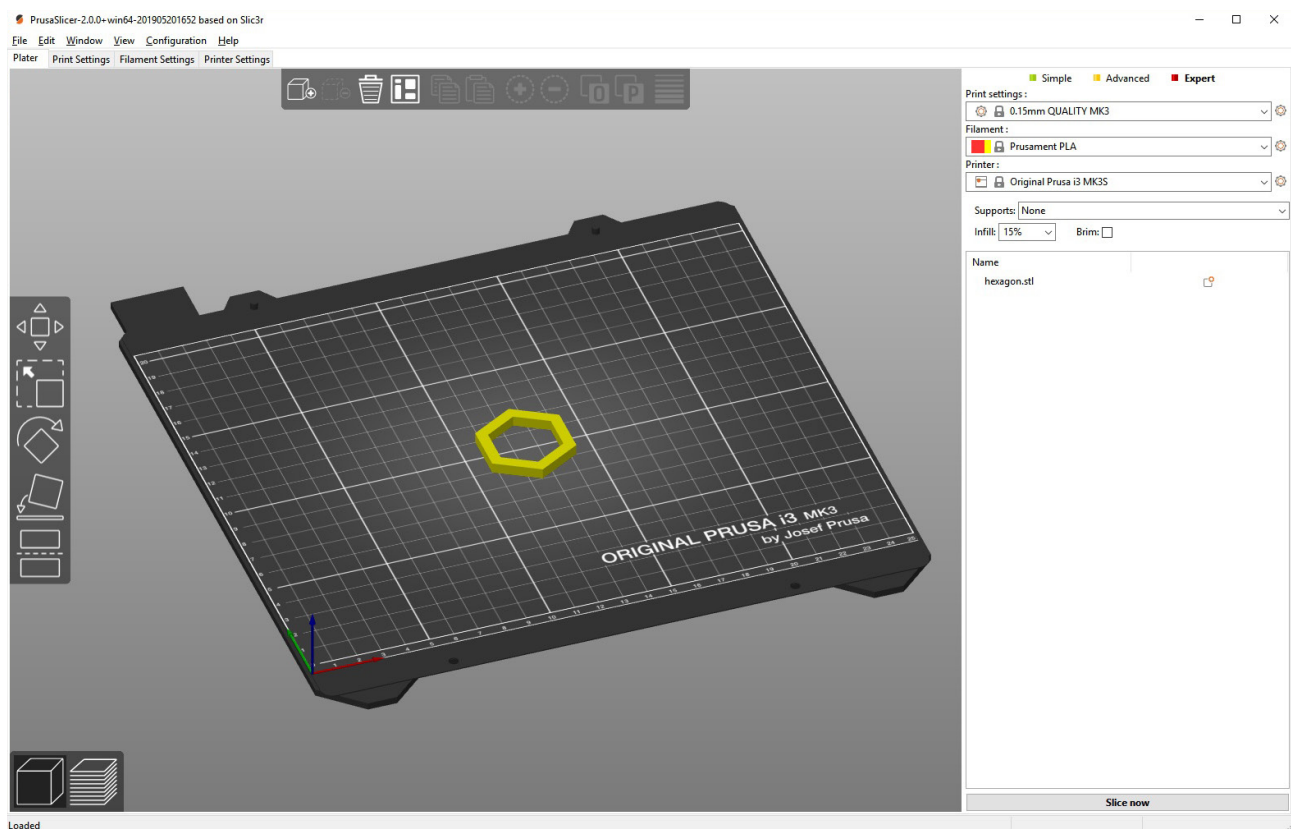 PrusaSlicer-2.0.0+win64-201905201652 based on Slic3r
File Edit Window View Configuration Help
Plater Print Settings Filament Settings Printer Settings
Simple Advanced Expert
Print settings :
0.15mm QUALITY MK3
Filament :
Prusament PLA
Printer :
Original Prusa i3 MK3S
Supports: None
Infill: 15% Brim:
Name
hexagon.stl
O P
ORIGINAL PRUSA i3 MK3
by Josef Prusa
Slice now
Loaded